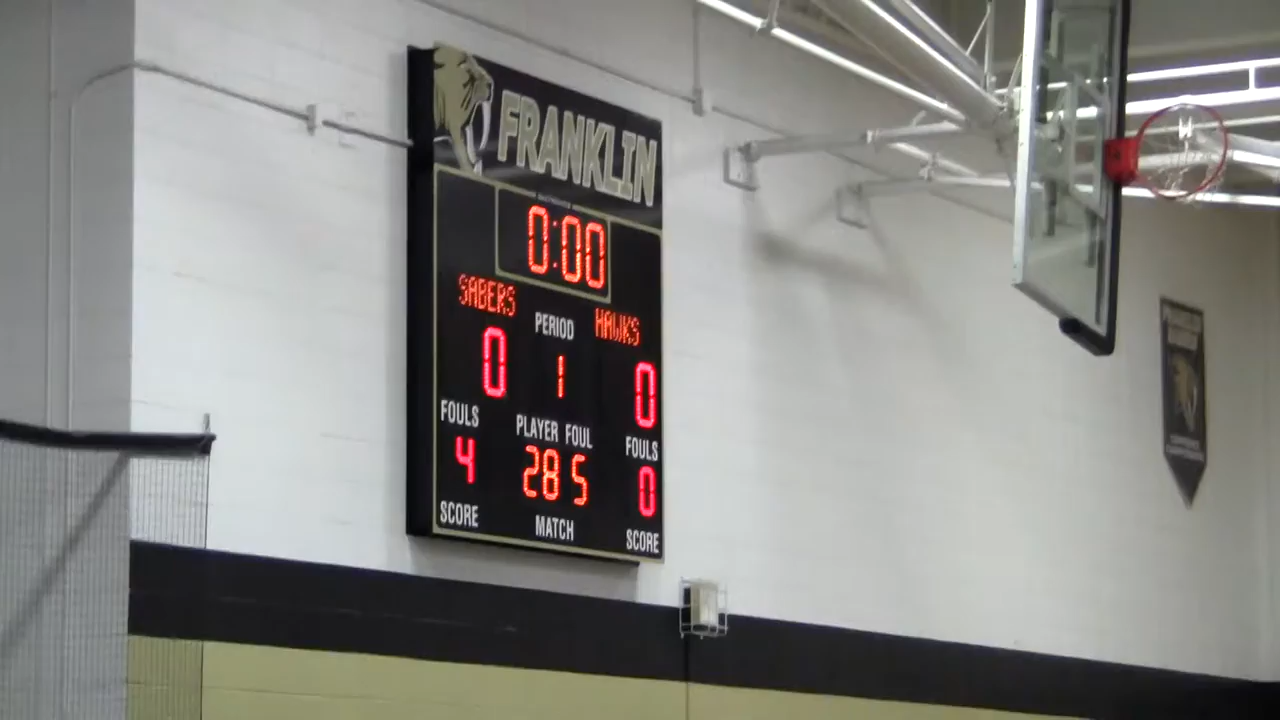 FRANKLIN
0:00
SABERS
HAWKS
PERIOD
0 1 0
FOULS PLAYER FOUL FOULS
4 28 5 0
SCORE MATCH SCORE